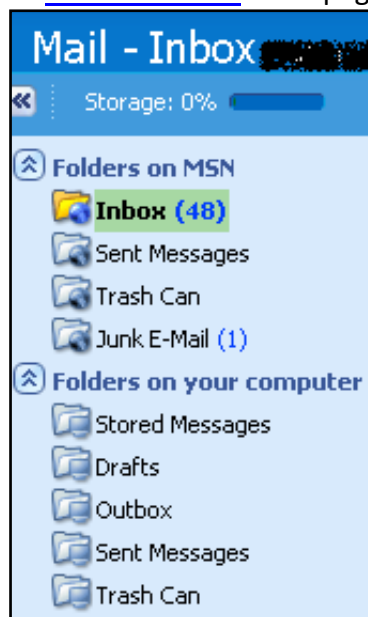 Mail - Inbox
Storage: 0%
Folders on MSN
Inbox (48)
Sent Messages
Trash Can
Junk E-Mail (1)
Folders on your computer
Stored Messages
Drafts
Outbox
Sent Messages
Trash Can